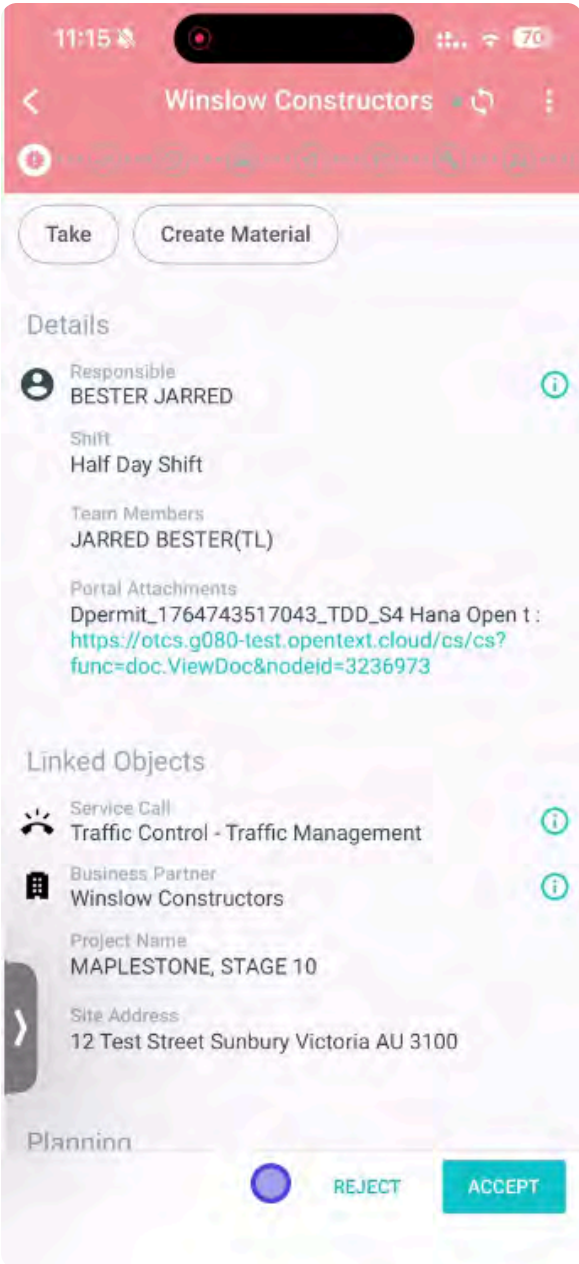 11:15
70
Winslow Constructors
Take
Create Material
Details
Responsible
BESTER JARRED
Shift
Half Day Shift
Team Members
JARRED BESTER(TL)
Portal Attachments
Dpermit_1764743517043_TDD_S4 Hana Open t :
https://otcs.g080-test.opentext.cloud/cs/cs?
func=doc.ViewDoc&nodeid=3236973
Linked Objects
Service Call
Traffic Control - Traffic Management
Business Partner
Winslow Constructors
Project Name
MAPLESTONE, STAGE 10
Site Address
12 Test Street Sunbury Victoria AU 3100
Planning
REJECT
ACCEPT